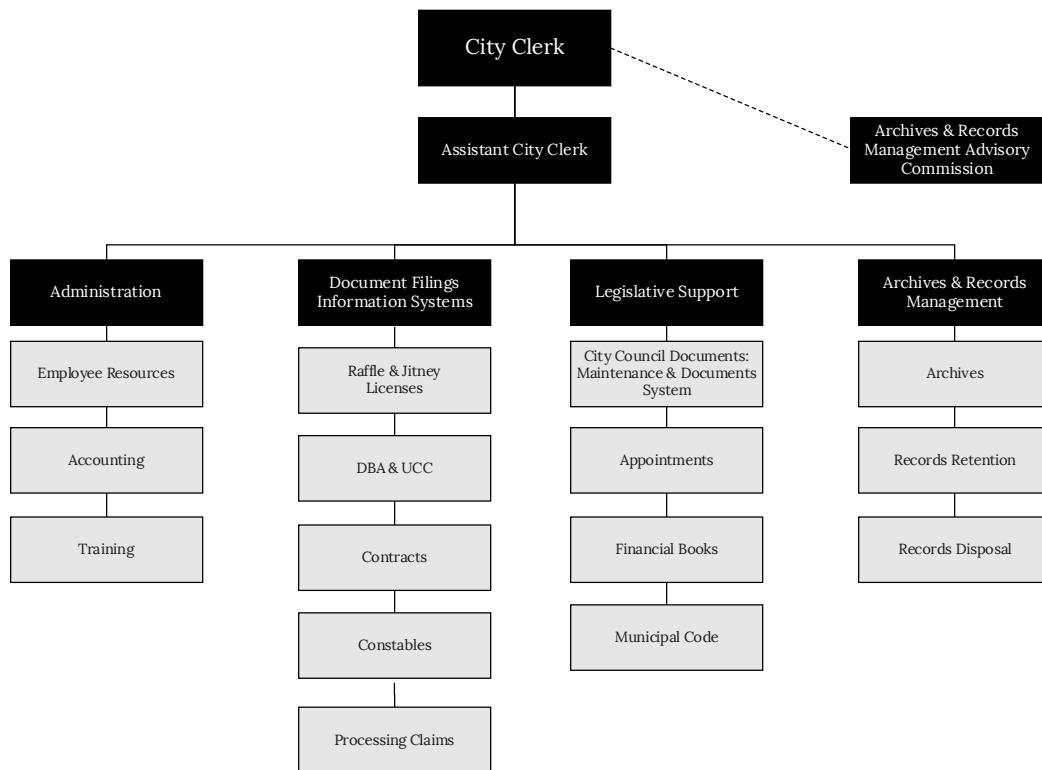 City Clerk
Assistant City Clerk
Archives & Records
Management Advisory
Commission
Administration
Document Filings
Information Systems
Legislative Support
Archives & Records
Management
Employee Resources
Raffle & Jitney
Licenses
City Council Documents:
Maintenance & Documents
System
Archives
Accounting
DBA & UCC
Appointments
Records Retention
Training
Contracts
Financial Books
Records Disposal
Constables
Municipal Code
Processing Claims